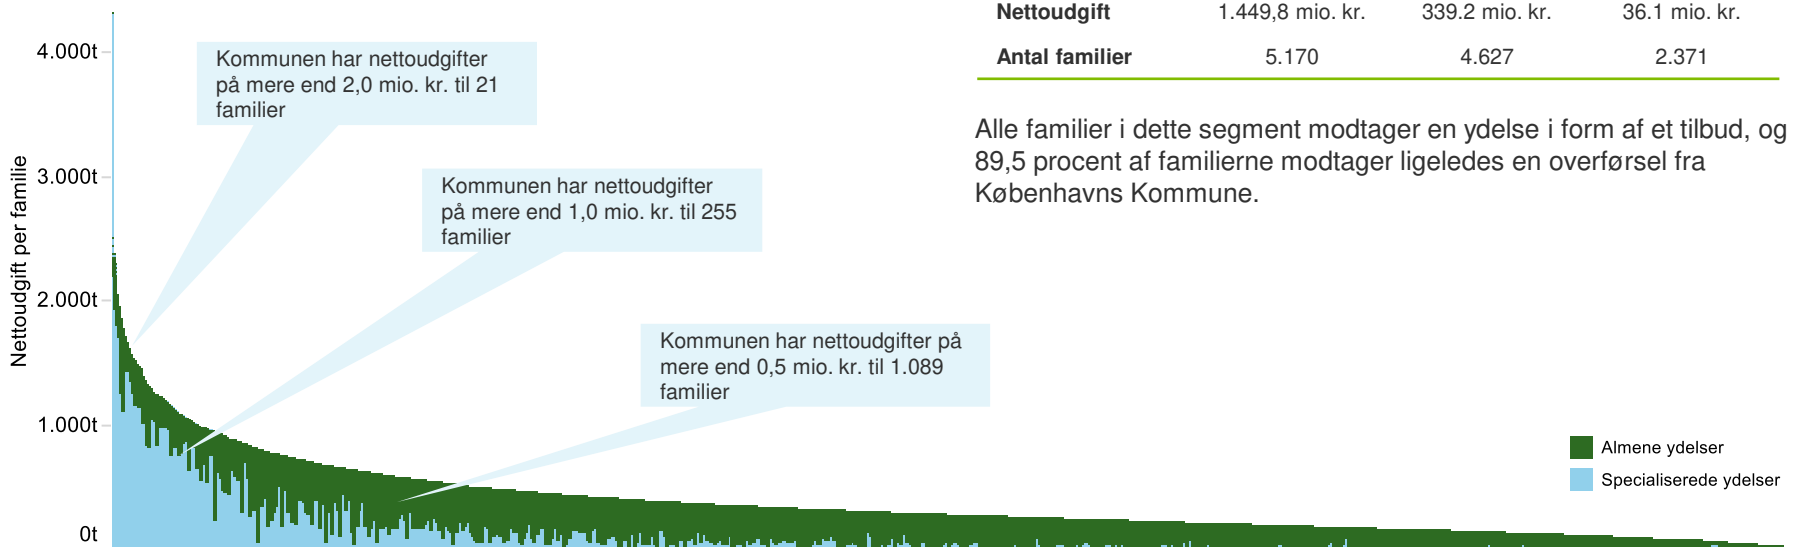 Nettoudgift 1.449,8 mio. kr. 339.2 mio. kr. 36.1 mio. kr.
Antal familier 5.170 4.627 2.371
Alle familier i dette segment modtager en ydelse i form af et tilbud, og
89,5 procent af familierne modtager ligeledes en overførsel fra
Københavns Kommune.
Nettoudgift per familie
4.000t
3.000t
2.000t
1.000t
0t
Kommunen har nettoudgifter
på mere end 2,0 mio. kr. til 21
familier
Kommunen har nettoudgifter
på mere end 1,0 mio. kr. til 255
familier
Kommunen har nettoudgifter på
mere end 0,5 mio. kr. til 1.089
familier
Almene ydelser
Specialiserede ydelser